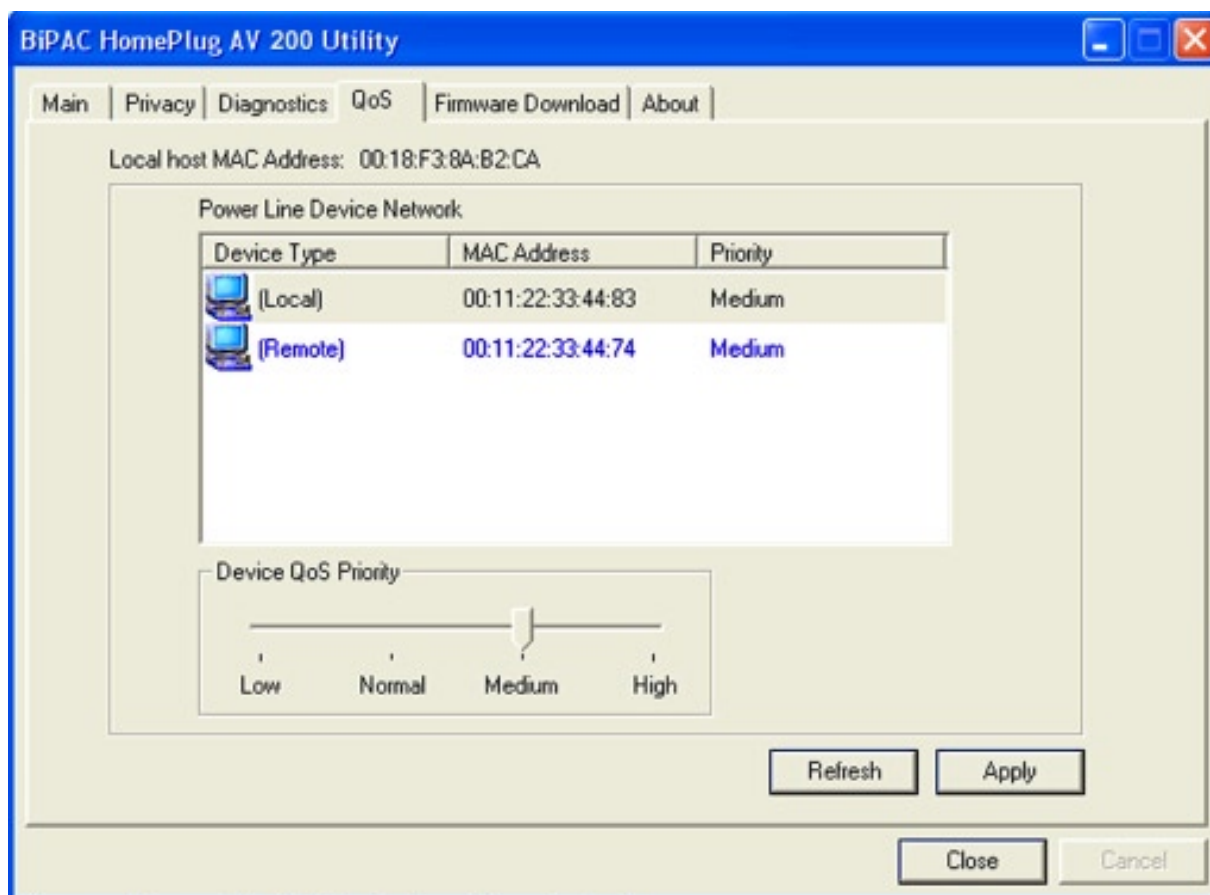 BiPAC HomePlug AV 200 Utility
Main Privacy Diagnostics QoS Firmware Download About
Local host MAC Address: 00:18:F3:8A:B2:CA
Power Line Device Network
Device Type MAC Address Priority
(Local) 00:11:22:33:44:83 Medium
(Remote) 00:11:22:33:44:74 Medium
Device QoS Priority
Low Normal Medium High
Refresh Apply
Close Cancel